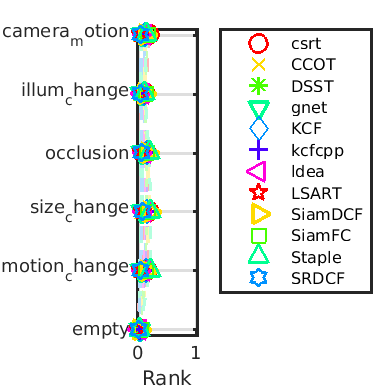 camera_motion
illum_change
occlusion
size_change
motion_change
empty
0 1
Rank
csrt
CCOT
DSST
gnet
KCF
kcfcpp
ldea
LSART
SiamDCF
SiamFC
Staple
SRDCF